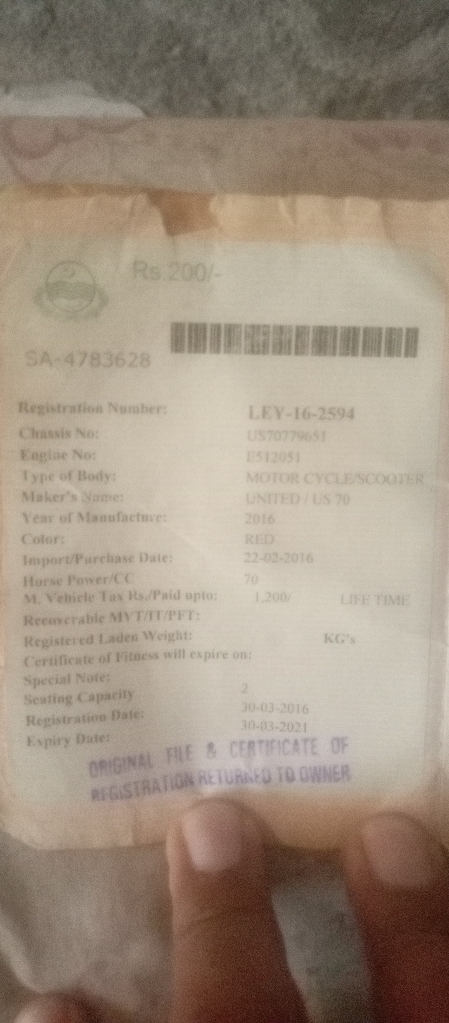 Rs.200/-
SA-4783628
Registration Number: LEY-16-2594
Chassis No: US70779651
Engine No: E512051
Type of Body: MOTOR CYCLE/SCOOTER
Maker's Name: UNITED / US 70
Year of Manufacture: 2016
Color: RED
Import/Purchase Date: 22-02-2016
Horse Power/CC 70
M. Vehicle Tax Rs./Paid upto: 1,200/ LIFE TIME
Recoverable MVT/IT/PFT:
Registered Laden Weight: KG's
Certificate of Fitness will expire on:
Special Note:
Seating Capacity 2
Registration Date: 30-03-2016
Expiry Date: 30-03-2021
ORIGINAL FILE & CERTIFICATE OF
REGISTRATION RETURNED TO OWNER